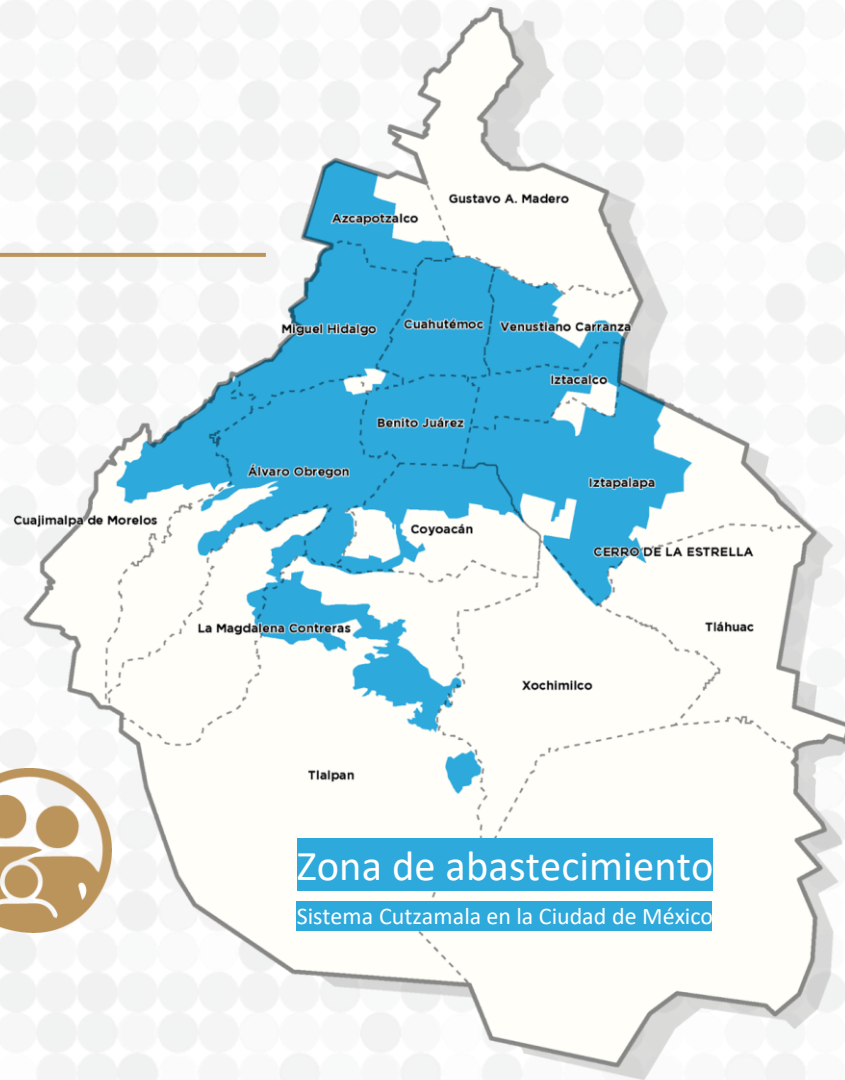 Gustavo A. Madero
Azcapotzalco
Miguel Hidalgo
Cuahutémoc
Venustiano Carranza
Iztacalco
Benito Juárez
Álvaro Obregon
Iztapalapa
Cuajimalpa de Morelos
Coyoacán
CERRO DE LA ESTRELLA
La Magdalena Contreras
Tláhuac
Xochimilco
Tlalpan
Zona de abastecimiento
Sistema Cutzamala en la Ciudad de México